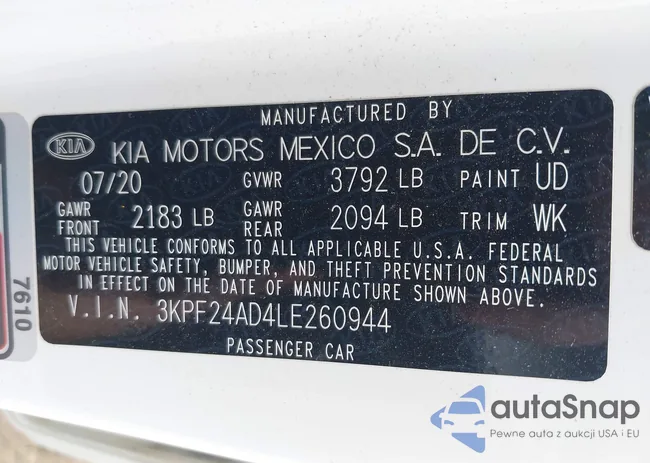 MANUFACTURED BY
KIA KIA MOTORS MEXICO S.A. DE C.V.
07/20 GVWR 3792 LB PAINT UD
GAWR FRONT 2183 LB GAWR REAR 2094 LB TRIM WK
THIS VEHICLE CONFORMS TO ALL APPLICABLE U.S.A. FEDERAL
MOTOR VEHICLE SAFETY, BUMPER, AND THEFT PREVENTION STANDARDS
IN EFFECT ON THE DATE OF MANUFACTURE SHOWN ABOVE.
V.I.N. 3KPF24AD4LE260944
PASSENGER CAR
7610
autaSnap
Pewne auta z aukcji USA i EU